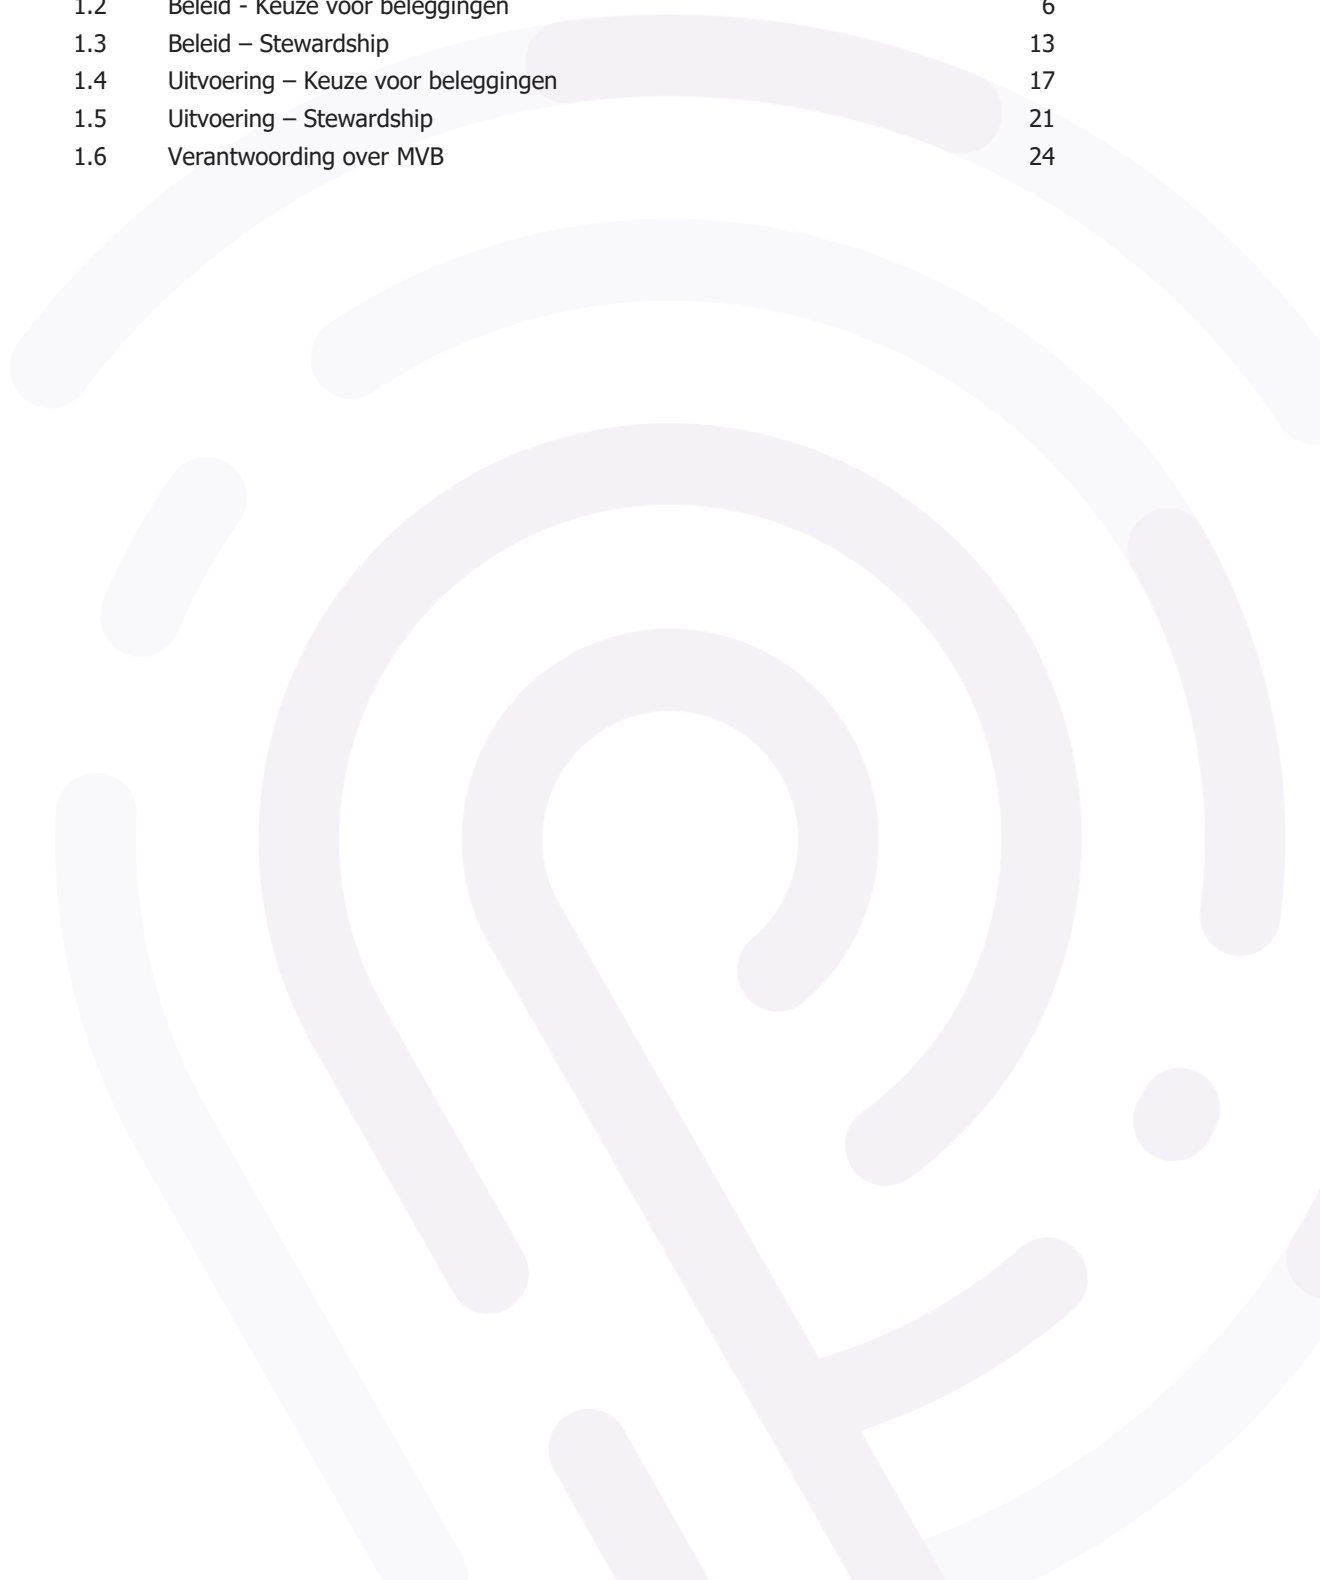 1.2 Beleid - Keuze voor beleggingen 6
1.3 Beleid – Stewardship 13
1.4 Uitvoering – Keuze voor beleggingen 17
1.5 Uitvoering – Stewardship 21
1.6 Verantwoording over MVB 24